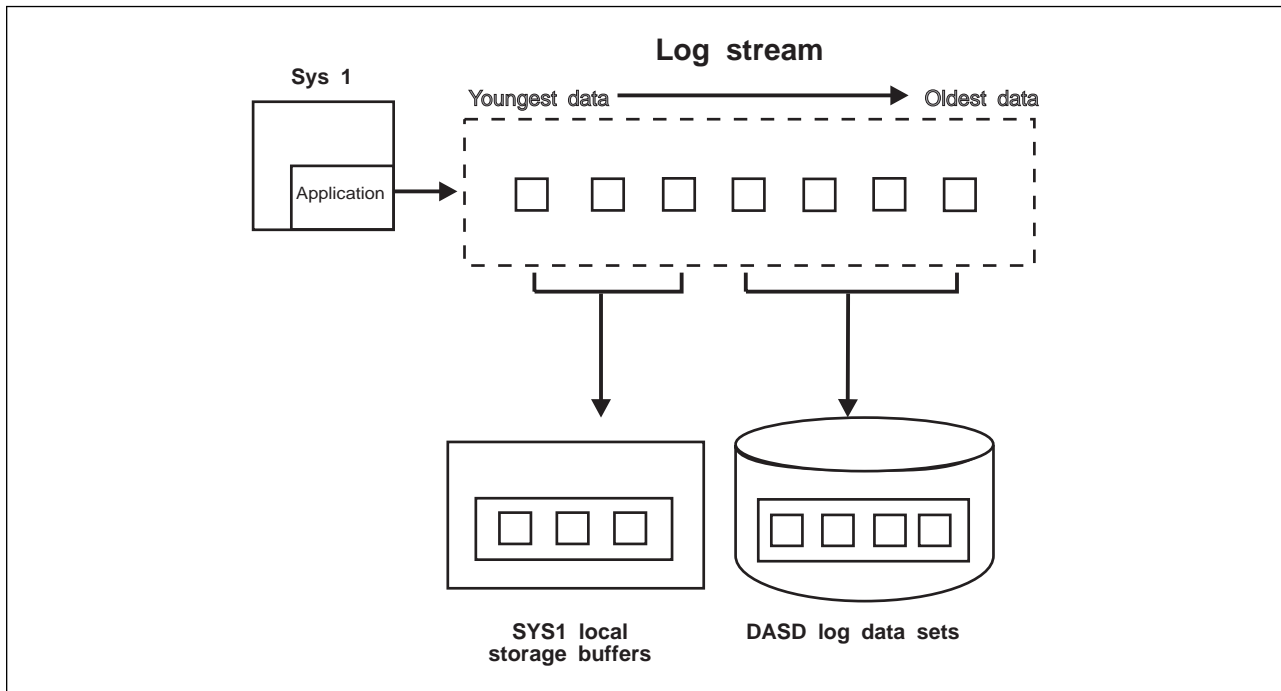 Log stream
Sys 1
Youngest data
Oldest data
Application
SYS1 local
storage buffers
DASD log data sets